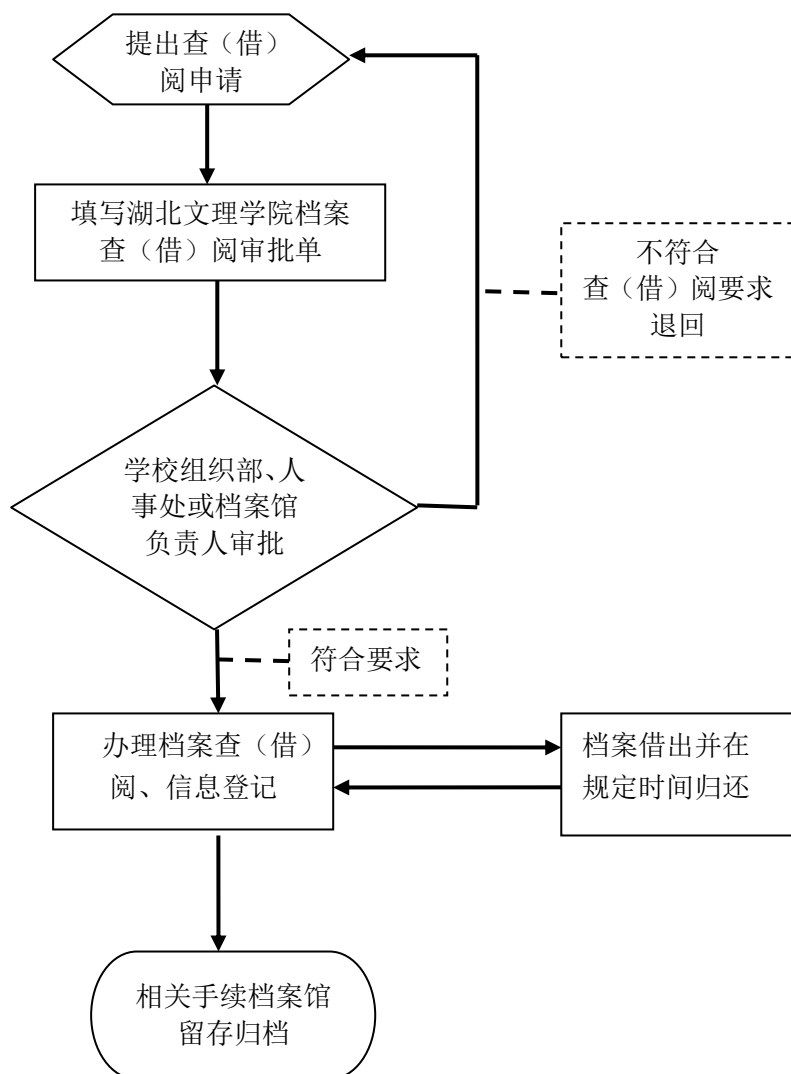 提出查（借）
阅申请
填写湖北文理学院档案
查（借）阅审批单
不符合
查（借）阅要求
退回
学校组织部、人
事处或档案馆
负责人审批
符合要求
办理档案查（借）
阅、信息登记
档案借出并在
规定时间归还
相关手续档案馆
留存归档